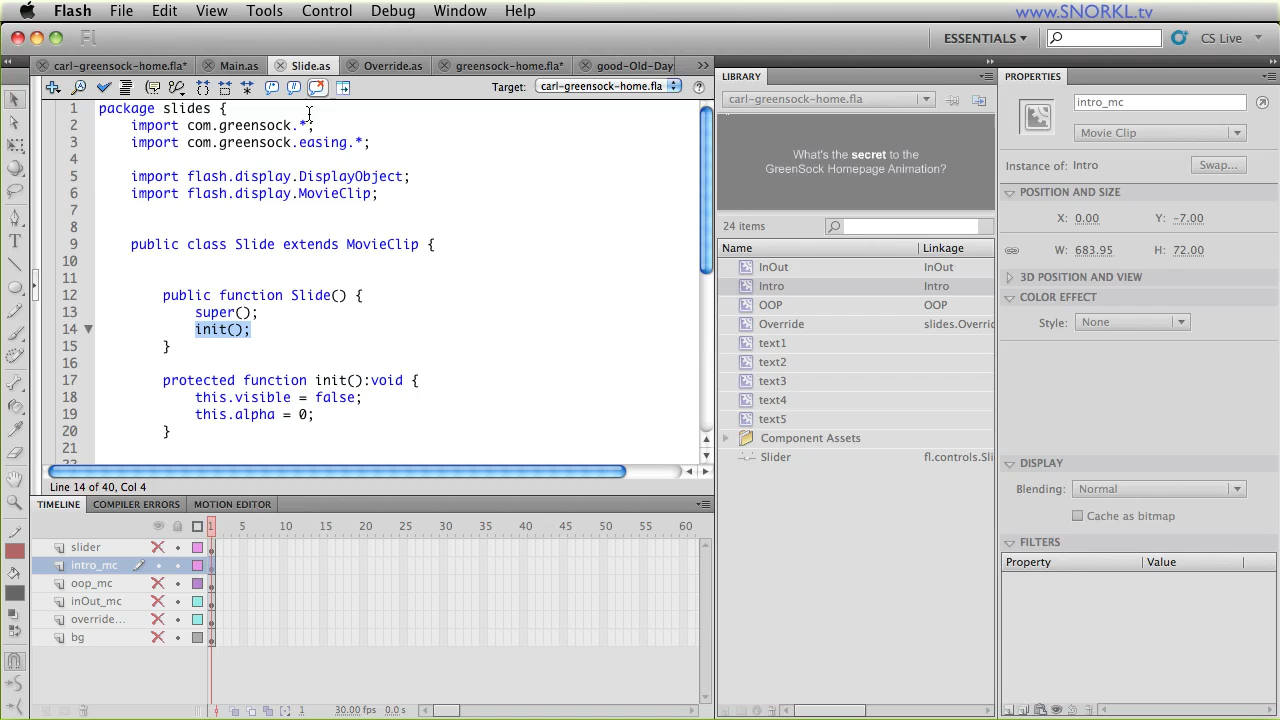 Flash File Edit View Tools Control Debug Window Help
www.SNORKL.tv
Fl
ESSENTIALS
CS Live
carl-greensock-home.fla* Main.as Slide.as Override.as greensock-home.fla* good-Old-Day
Target: carl-greensock-home.fla
1 package slides {
2 import com.greensock.*;
3 import com.greensock.easing.*;
4
5 import flash.display.DisplayObject;
6 import flash.display.MovieClip;
7
8
9 public class Slide extends MovieClip {
10
11
12 public function Slide() {
13 super();
14 init();
15 }
16
17 protected function init():void {
18 this.visible = false;
19 this.alpha = 0;
20 }
21
22
Line 14 of 40, Col 4
TIMELINE COMPILER ERRORS MOTION EDITOR
1 5 10 15 20 25 30 35 40 45 50 55 60
slider
intro_mc
oop_mc
inOut_mc
override...
bg
1 30.00 fps 0.0 s
LIBRARY
carl-greensock-home.fla
What's the secret to the
GreenSock Homepage Animation?
24 items
Name Linkage
InOut InOut
Intro Intro
OOP OOP
Override slides.Overric
text1
text2
text3
text4
text5
Component Assets
Slider fl.controls.Sli
PROPERTIES
intro_mc
Movie Clip
Instance of: Intro Swap...
POSITION AND SIZE
X: 0.00 Y: -7.00
W: 683.95 H: 72.00
3D POSITION AND VIEW
COLOR EFFECT
Style: None
DISPLAY
Blending: Normal
Cache as bitmap
FILTERS
Property Value